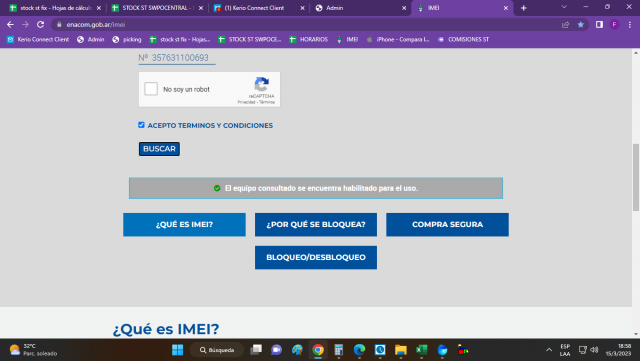 stock st fix - Hojas de cálculo
STOCK SWPOCENTRAL -
(1) Kerio Connect Client
Admin
IMEI
enacom.gob.ar/imei
Kerio Connect Client
Admin
picking
stock st fix - Hojas...
STOCK ST SWPOCE...
HORARIOS
IMEI
iPhone - Compara l...
COMISIONES ST
Nº 357631100693
No soy un robot
reCAPTCHA
Privacidad - Términos
ACEPTO TERMINOS Y CONDICIONES
BUSCAR
El equipo consultado se encuentra habilitado para el uso.
¿QUÉ ES IMEI?
¿POR QUÉ SE BLOQUEA?
COMPRA SEGURA
BLOQUEO/DESBLOQUEO
¿Qué es IMEI?
32°C
Parc. soleado
Búsqueda
ESP
LAA
18:58
15/3/2023